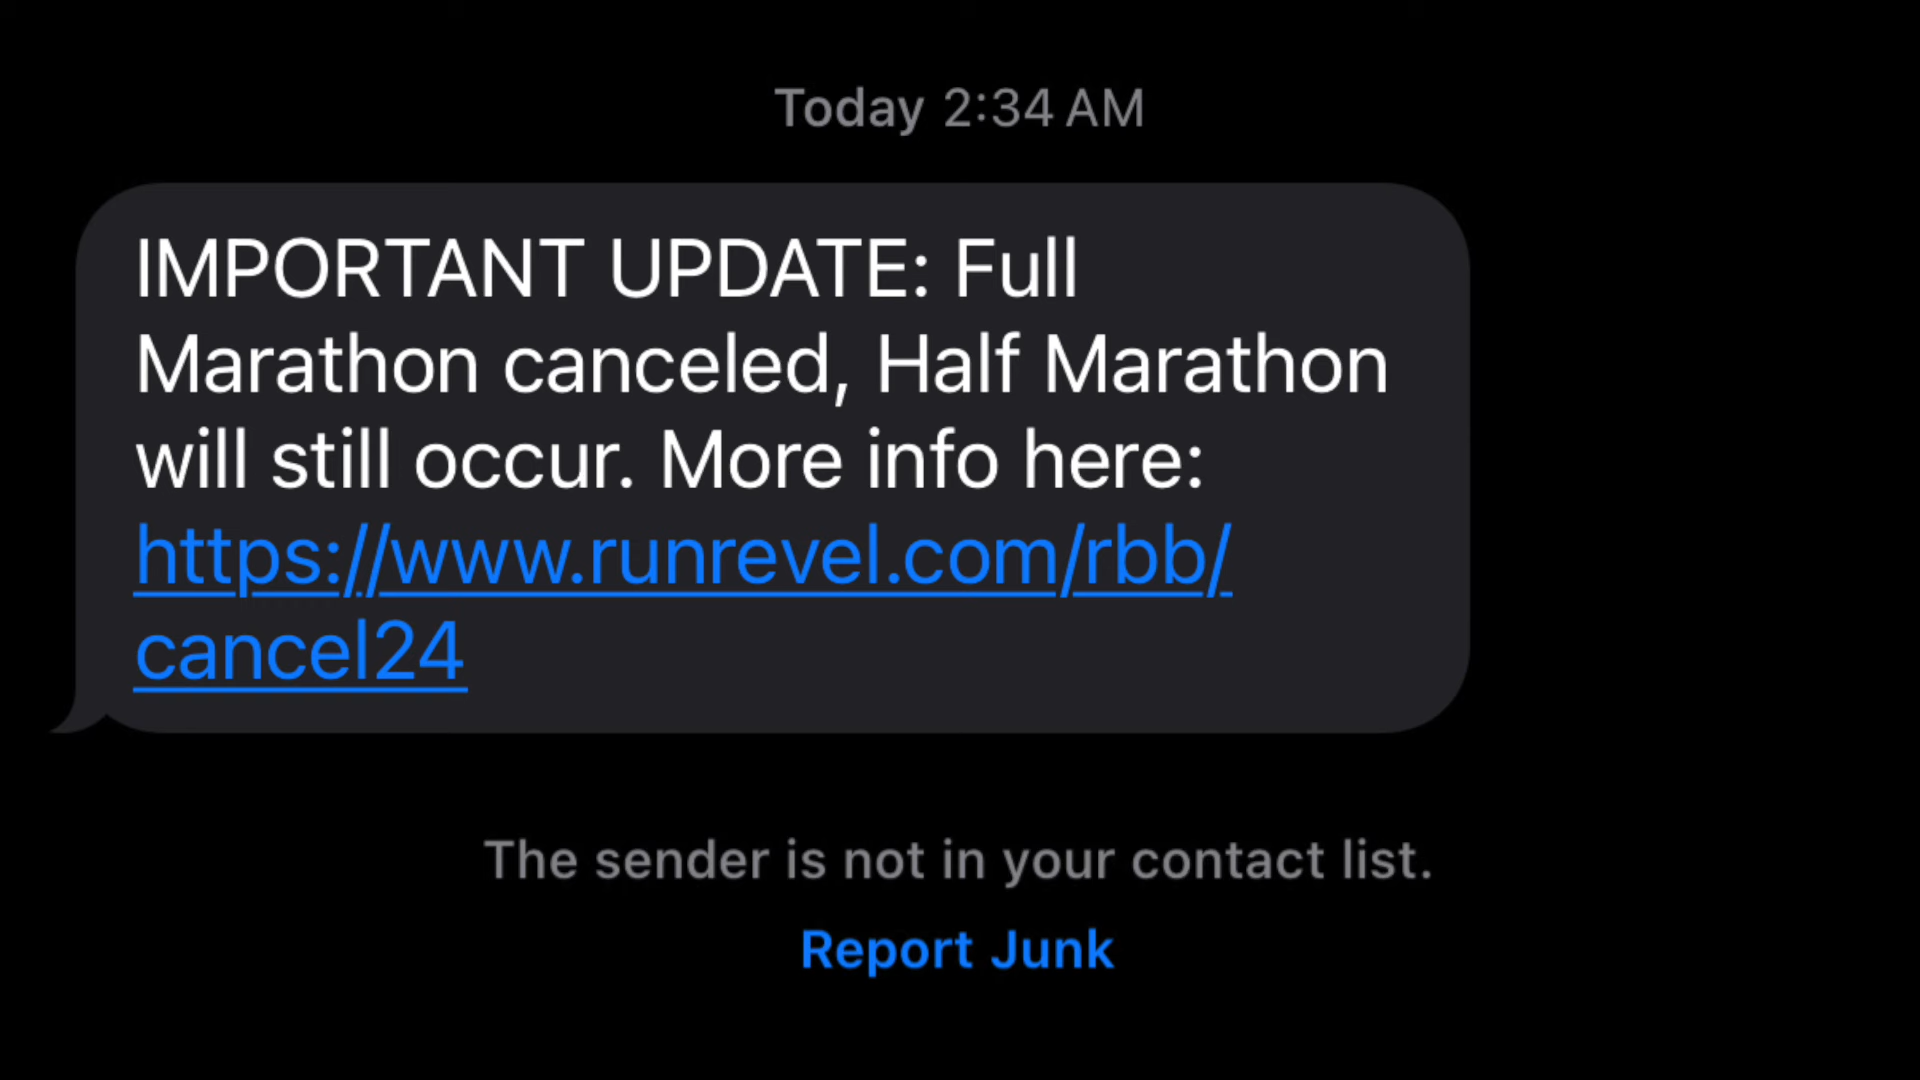 Today 2:34 AM
IMPORTANT UPDATE: Full
Marathon canceled, Half Marathon
will still occur. More info here:
https://www.runrevel.com/rbb/
cancel24
The sender is not in your contact list.
Report Junk